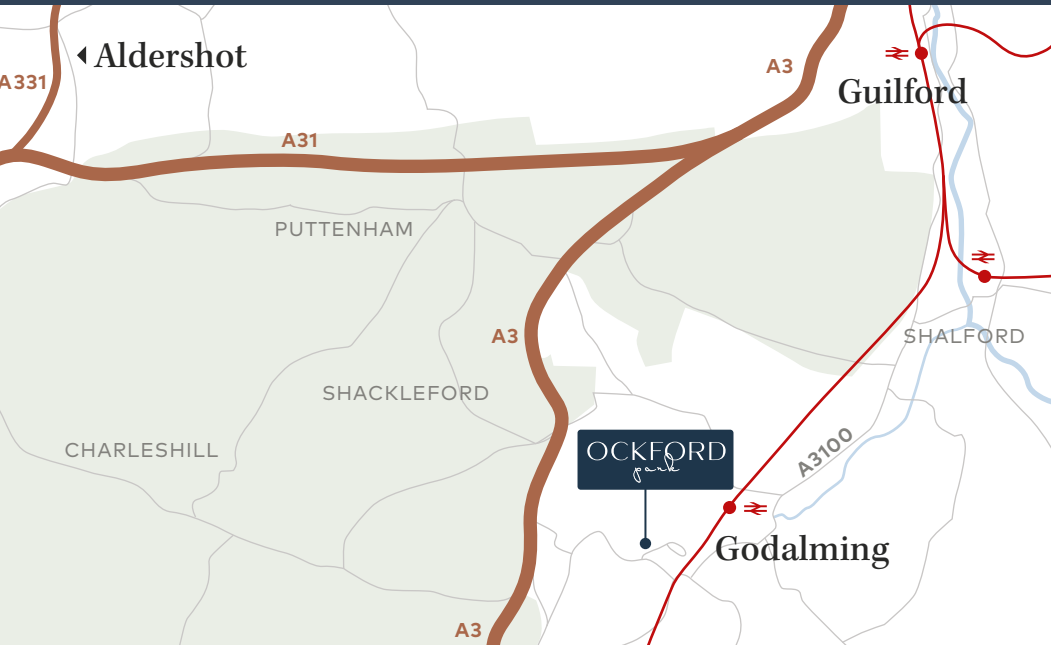 Aldershot
A3
A331
Guilford
A31
PUTTENHAM
A3
SHALFORD
SHACKLEFORD
CHARLESHILL
OCKFORD
park
A3100
Godalming
A3